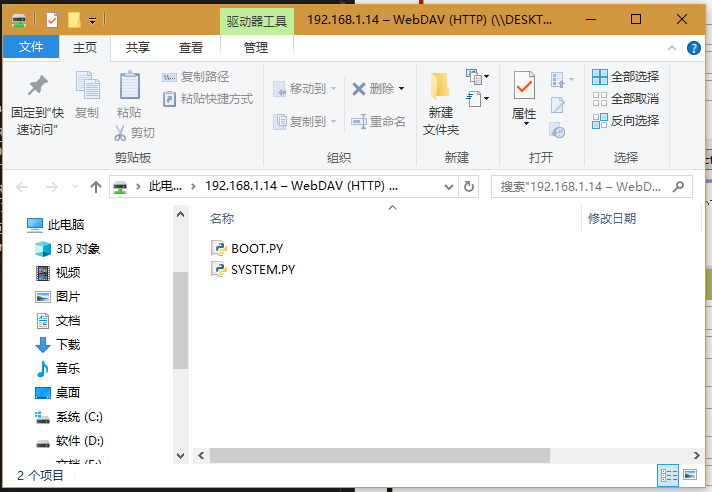 驱动器工具
192.168.1.14 – WebDAV (HTTP) (\\DESKT...
文件
主页
共享
查看
管理
固定到"快
速访问"
复制
粘贴
复制路径
粘贴快捷方式
剪切
剪贴板
移动到
复制到
删除
重命名
组织
新建
文件夹
新建
属性
打开
全部选择
全部取消
反向选择
选择
此电...
192.168.1.14 – WebDAV (HTTP) ...
搜索"192.168.1.14 – WebD...
此电脑
3D 对象
视频
图片
文档
下载
音乐
桌面
系统 (C:)
软件 (D:)
名称
修改日期
BOOT.PY
SYSTEM.PY
2 个项目